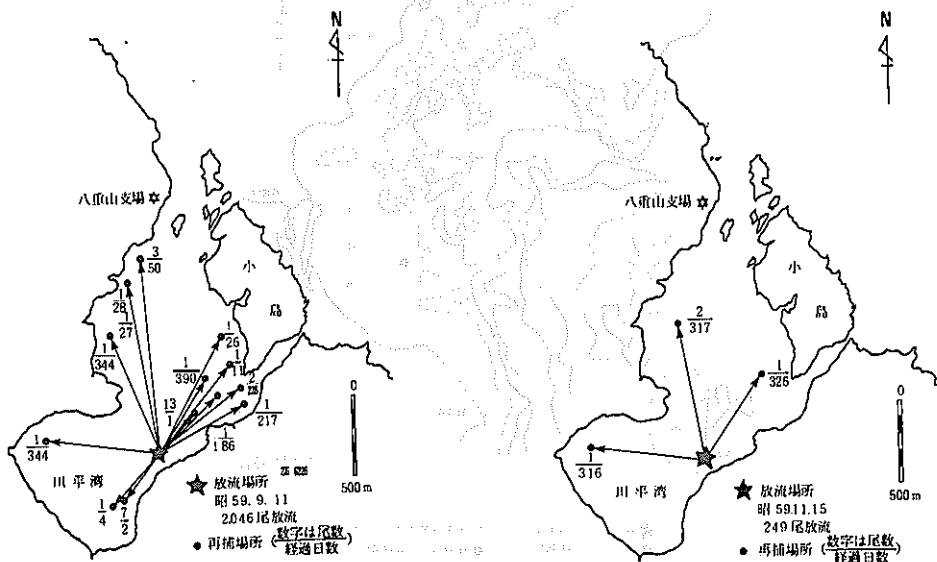 N
八重山支場
小
島
3/50
1/28
1/27
1/344
1/26
1/11
1/390
13/1
1/217
1/186
1/344
1/4
7/2
川平湾
0
500m
放流場所
昭 59.9.11
2,046尾放流
再捕場所 (数字は尾数/経過日数)
N
八重山支場
小
島
2/317
1/326
1/316
川平湾
0
500m
放流場所
昭 59.11.15
249尾放流
再捕場所 (数字は尾数/経過日数)